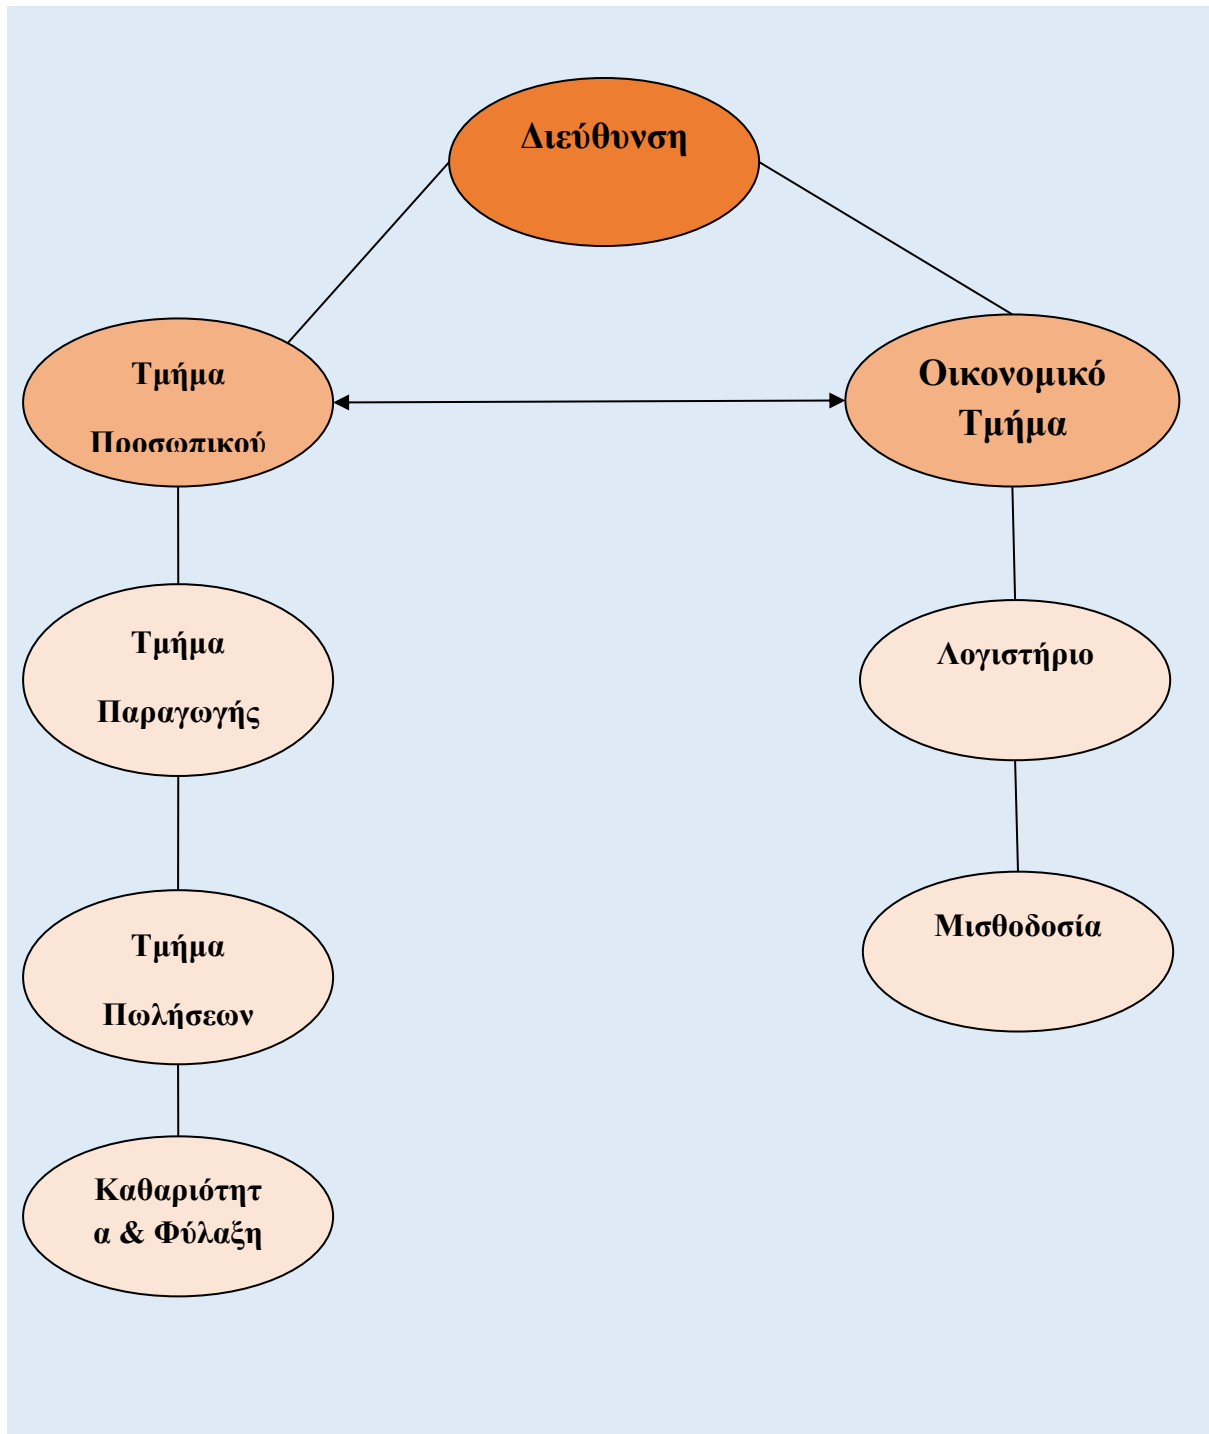 Διεύθυνση
Τμήμα
Προσωπικού
Οικονομικό
Τμήμα
Τμήμα
Παραγωγής
Λογιστήριο
Τμήμα
Πωλήσεων
Μισθοδοσία
Καθαριότητ
α & Φύλαξη